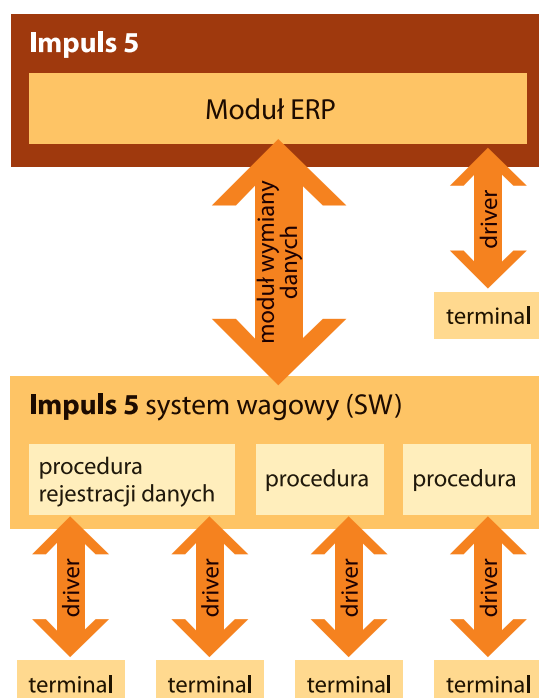 Impuls 5
Moduł ERP
moduł wymiany
danych
driver
terminal
Impuls 5 system wagowy (SW)
procedura
rejestracji danych
procedura
procedura
driver
driver
driver
driver
terminal
terminal
terminal
terminal